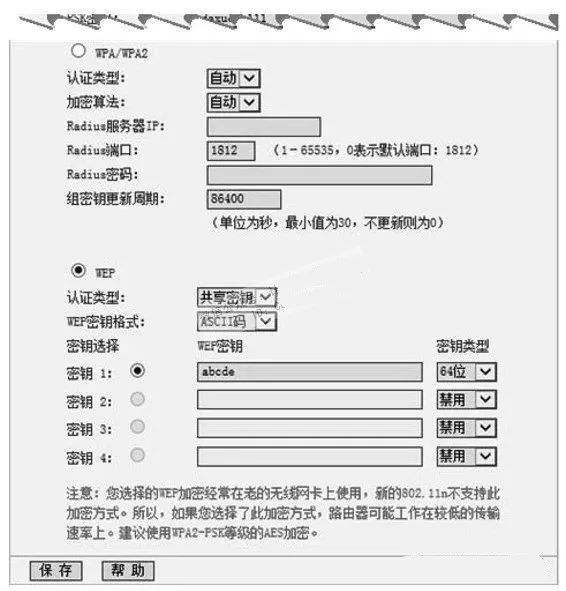 WPA/WPA2
认证类型： 自动
加密算法： 自动
Radius服务器IP：
Radius端口： 1812 （1-65535，0表示默认端口：1812）
Radius密码：
组密钥更新周期： 86400
（单位为秒，最小值为30，不更新则为0）
WEP
认证类型： 共享密钥
WEP密钥格式： ASCII码
密钥选择 WEP密钥 密钥类型
密钥 1： abcde 64位
密钥 2： 禁用
密钥 3： 禁用
密钥 4： 禁用
注意：您选择的WEP加密经常在老的无线网卡上使用，新的802.11n不支持此
加密方式。所以，如果您选择了此加密方式，路由器可能工作在较低的传输
速率上。建议使用WPA2-PSK等级的AES加密。
保存 帮助